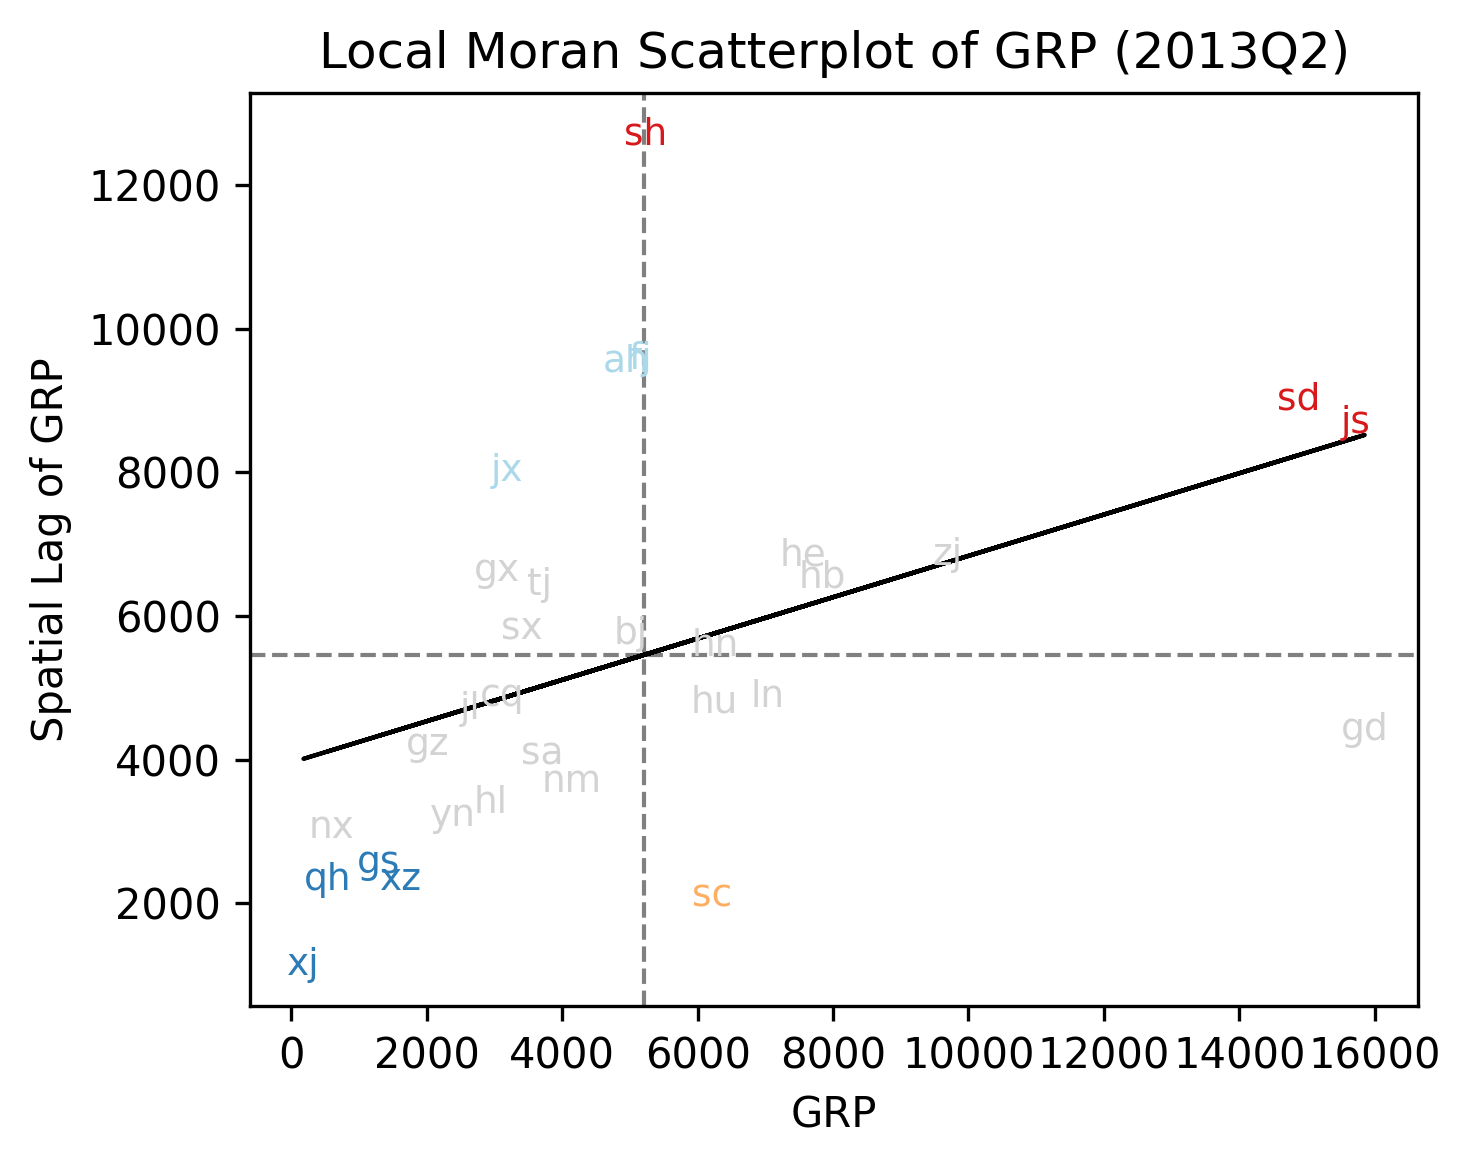 Local Moran Scatterplot of GRP (2013Q2)
Spatial Lag of GRP
12000
10000
8000
6000
4000
2000
sh
ah
fj
sd
js
jx
he
zj
hb
gx
tj
sx
bj
hn
cq
jl
hu
ln
gd
gz
sa
nm
hl
yn
nx
gs
qh
xz
sc
xj
0 2000 4000 6000 8000 10000 12000 14000 16000
GRP